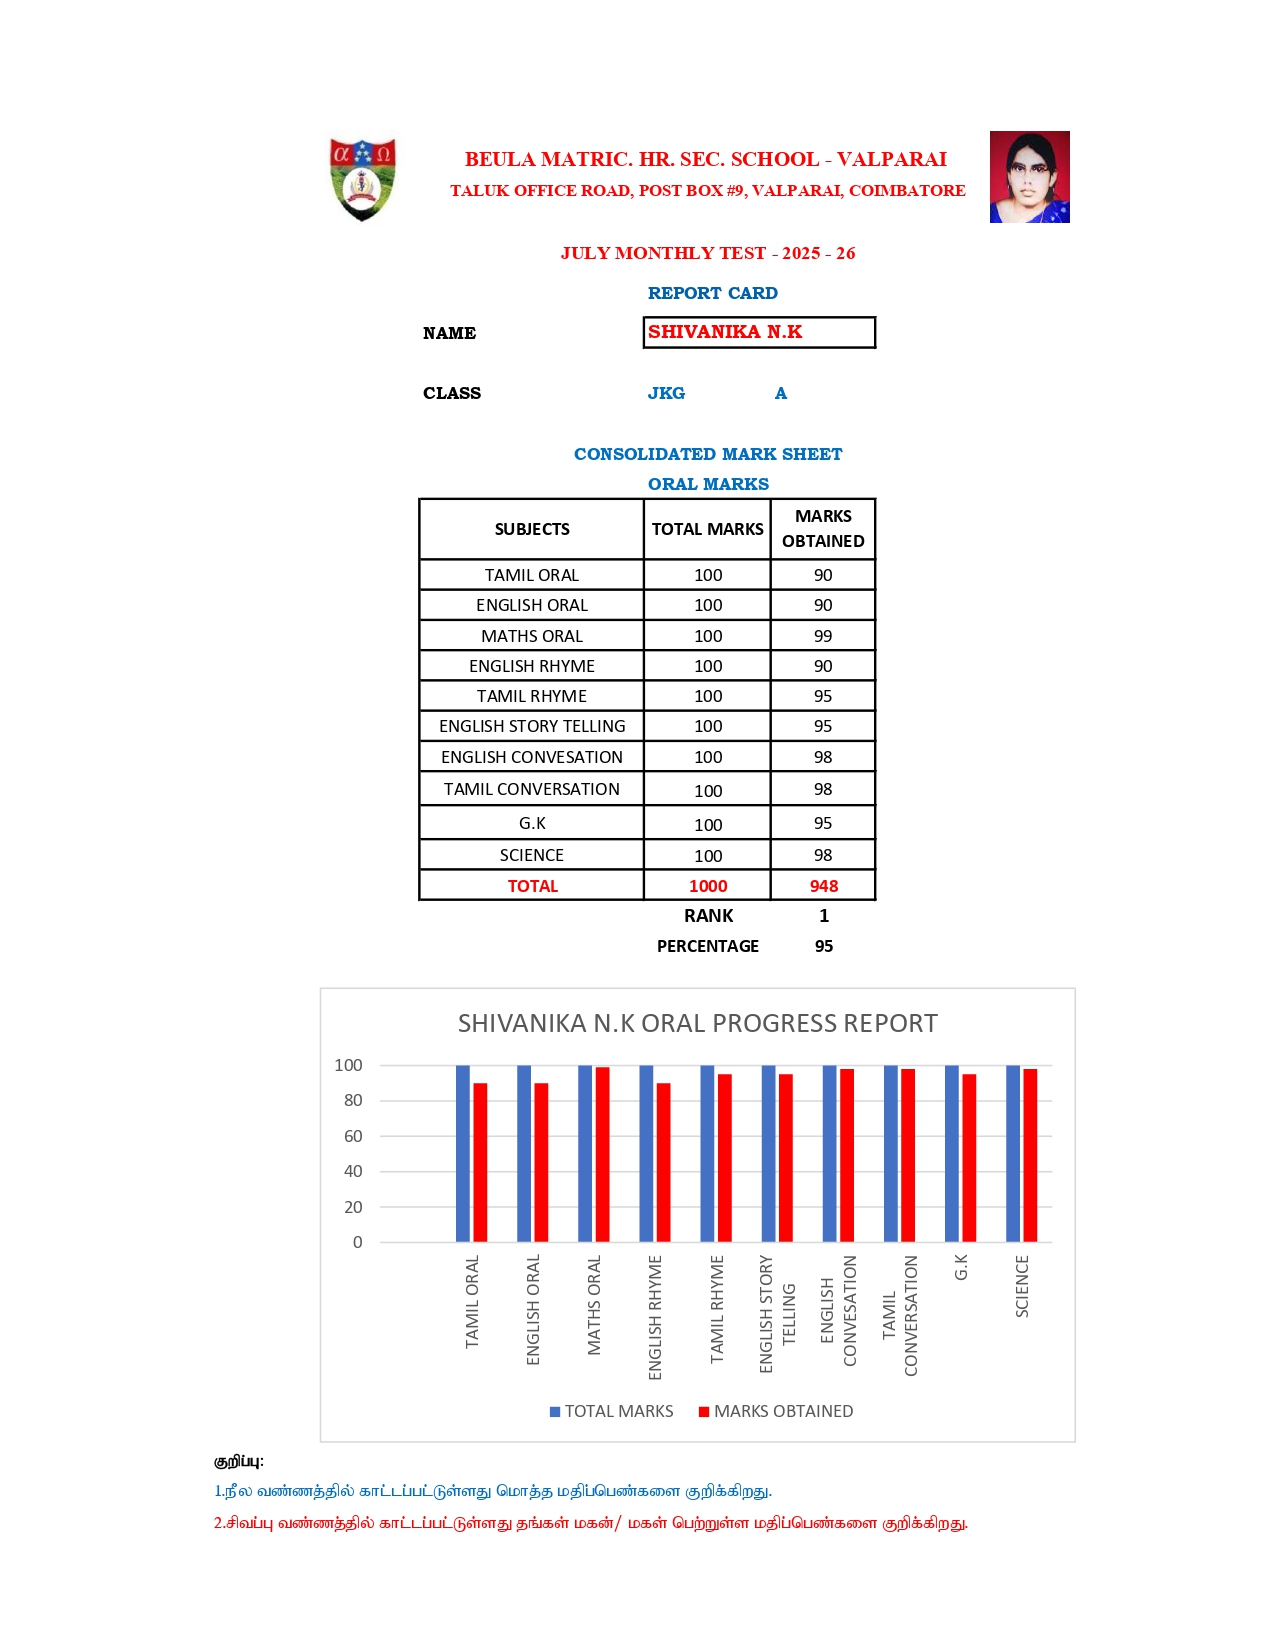 α Ω
BEULA MATRIC. HR. SEC. SCHOOL - VALPARAI
TALUK OFFICE ROAD, POST BOX #9, VALPARAI, COIMBATORE
JULY MONTHLY TEST - 2025 - 26
REPORT CARD
NAME SHIVANIKA N.K
CLASS JKG A
CONSOLIDATED MARK SHEET
ORAL MARKS
SUBJECTS TOTAL MARKS MARKS OBTAINED
TAMIL ORAL 100 90
ENGLISH ORAL 100 90
MATHS ORAL 100 99
ENGLISH RHYME 100 90
TAMIL RHYME 100 95
ENGLISH STORY TELLING 100 95
ENGLISH CONVESATION 100 98
TAMIL CONVERSATION 100 98
G.K 100 95
SCIENCE 100 98
TOTAL 1000 948
RANK 1
PERCENTAGE 95
SHIVANIKA N.K ORAL PROGRESS REPORT
100
80
60
40
20
0
TAMIL ORAL
ENGLISH ORAL
MATHS ORAL
ENGLISH RHYME
TAMIL RHYME
ENGLISH STORY TELLING
ENGLISH CONVESATION
TAMIL CONVERSATION
G.K
SCIENCE
TOTAL MARKS MARKS OBTAINED
குறிப்பு:
1.நீல வண்ணத்தில் காட்டப்பட்டுள்ளது மொத்த மதிப்பெண்களை குறிக்கிறது.
2.சிவப்பு வண்ணத்தில் காட்டப்பட்டுள்ளது தங்கள் மகன்/ மகள் பெற்றுள்ள மதிப்பெண்களை குறிக்கிறது.